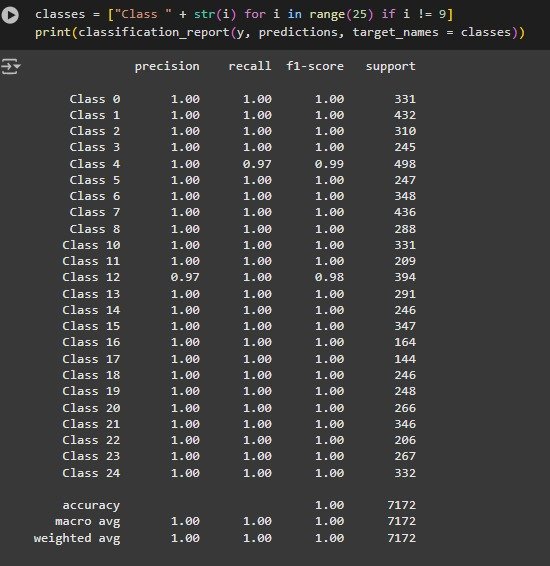 classes = ["Class " + str(i) for i in range(25) if i != 9]
print(classification_report(y, predictions, target_names = classes))
precision recall f1-score support
Class 0 1.00 1.00 1.00 331
Class 1 1.00 1.00 1.00 432
Class 2 1.00 1.00 1.00 310
Class 3 1.00 1.00 1.00 245
Class 4 1.00 0.97 0.99 498
Class 5 1.00 1.00 1.00 247
Class 6 1.00 1.00 1.00 348
Class 7 1.00 1.00 1.00 436
Class 8 1.00 1.00 1.00 288
Class 10 1.00 1.00 1.00 331
Class 11 1.00 1.00 1.00 209
Class 12 0.97 1.00 0.98 394
Class 13 1.00 1.00 1.00 291
Class 14 1.00 1.00 1.00 246
Class 15 1.00 1.00 1.00 347
Class 16 1.00 1.00 1.00 164
Class 17 1.00 1.00 1.00 144
Class 18 1.00 1.00 1.00 246
Class 19 1.00 1.00 1.00 248
Class 20 1.00 1.00 1.00 266
Class 21 1.00 1.00 1.00 346
Class 22 1.00 1.00 1.00 206
Class 23 1.00 1.00 1.00 267
Class 24 1.00 1.00 1.00 332
accuracy 1.00 7172
macro avg 1.00 1.00 1.00 7172
weighted avg 1.00 1.00 1.00 7172